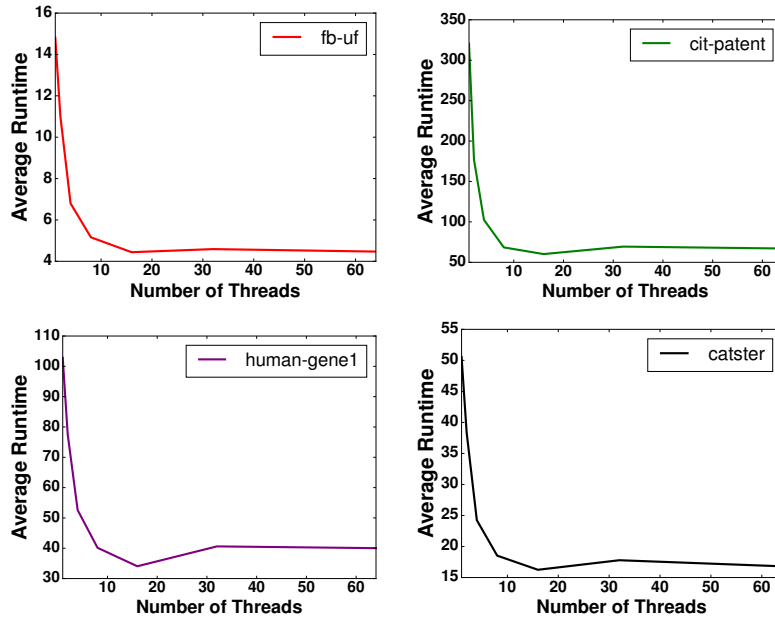 16
14
12
10
8
6
4
Average Runtime
fb-uf
10 20 30 40 50 60
Number of Threads
350
300
250
200
150
100
50
Average Runtime
cit-patent
10 20 30 40 50 60
Number of Threads
110
100
90
80
70
60
50
40
30
Average Runtime
human-gene1
10 20 30 40 50 60
Number of Threads
55
50
45
40
35
30
25
20
15
Average Runtime
catster
10 20 30 40 50 60
Number of Threads